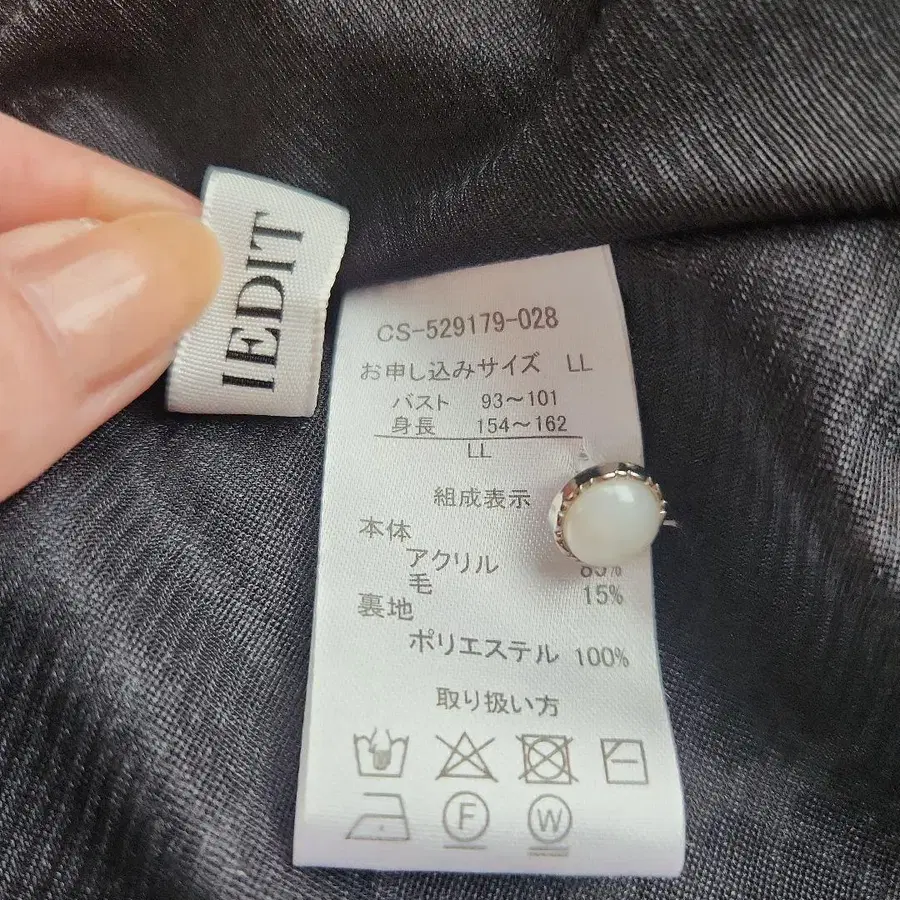 IEDIT
CS-529179-028
お申し込みサイズ LL
バスト 93〜101
身長 154〜162
LL
組成表示
本体
アクリル 85%
毛 15%
裏地
ポリエステル 100%
取り扱い方
F W